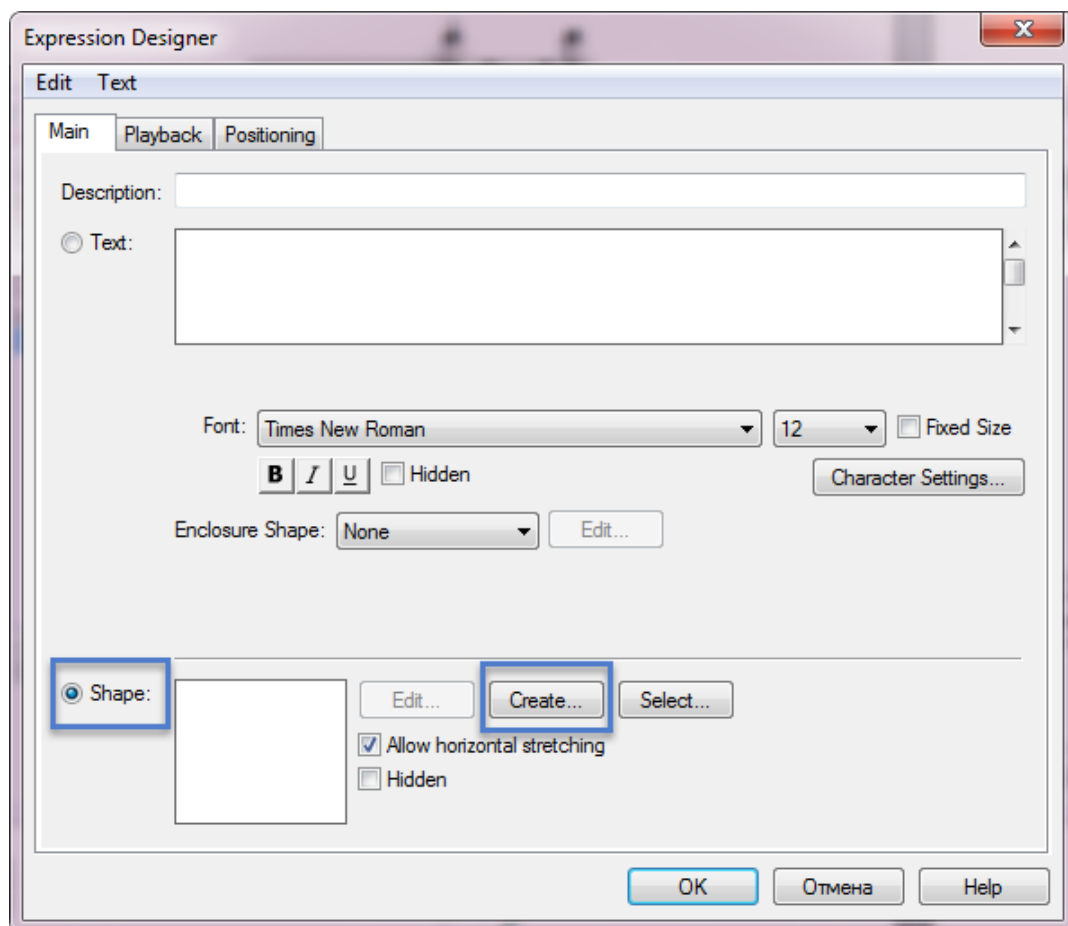 Expression Designer
Edit Text
Main Playback Positioning
Description:
Text:
Font: Times New Roman 12 Fixed Size
B I U Hidden Character Settings...
Enclosure Shape: None Edit...
Shape: Edit... Create... Select...
Allow horizontal stretching
Hidden
OK Отмена Help